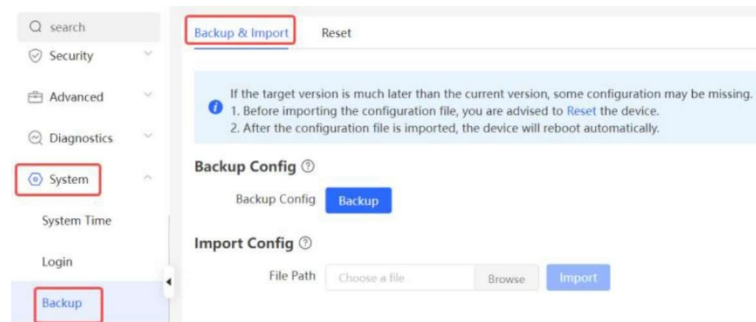 search
Security
Advanced
Diagnostics
System
System Time
Login
Backup
Backup & Import Reset
If the target version is much later than the current version, some configuration may be missing.
1. Before importing the configuration file, you are advised to Reset the device.
2. After the configuration file is imported, the device will reboot automatically.
Backup Config
Backup Config Backup
Import Config
File Path Choose a file Browse Import